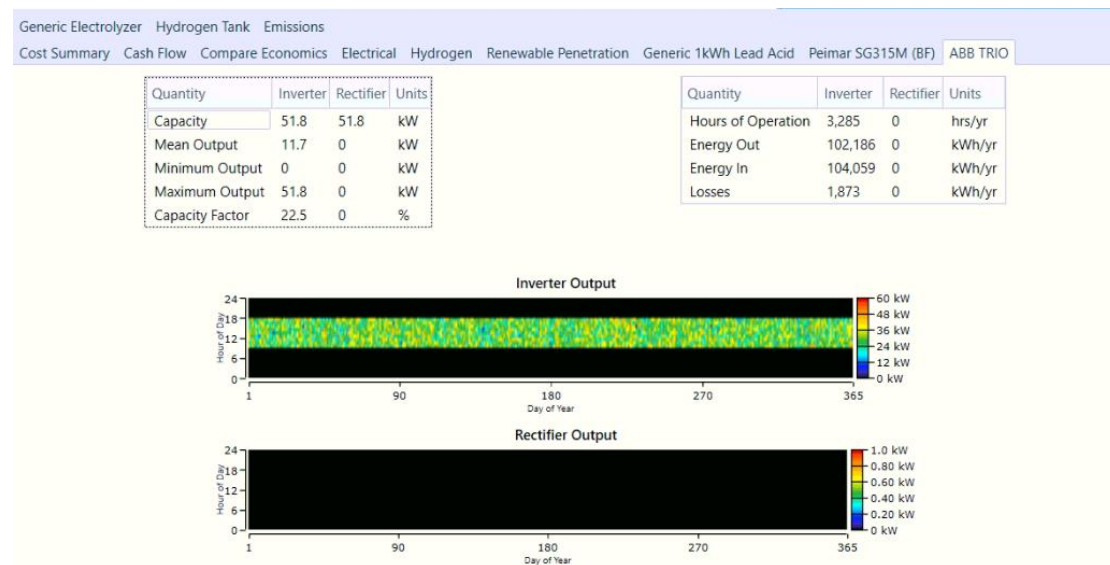 Generic Electrolyzer Hydrogen Tank Emissions
Cost Summary Cash Flow Compare Economics Electrical Hydrogen Renewable Penetration Generic 1kWh Lead Acid Peimar SG315M (BF) ABB TRIO
Quantity Inverter Rectifier Units
Capacity 51.8 51.8 kW
Mean Output 11.7 0 kW
Minimum Output 0 0 kW
Maximum Output 51.8 0 kW
Capacity Factor 22.5 0 %
Quantity Inverter Rectifier Units
Hours of Operation 3,285 0 hrs/yr
Energy Out 102,186 0 kWh/yr
Energy In 104,059 0 kWh/yr
Losses 1,873 0 kWh/yr
Inverter Output
Hour of Day
24
18
12
6
0
1 90 180 270 365
Day of Year
60 kW
48 kW
36 kW
24 kW
12 kW
0 kW
Rectifier Output
Hour of Day
24
18
12
6
0
1 90 180 270 365
Day of Year
1.0 kW
0.80 kW
0.60 kW
0.40 kW
0.20 kW
0 kW